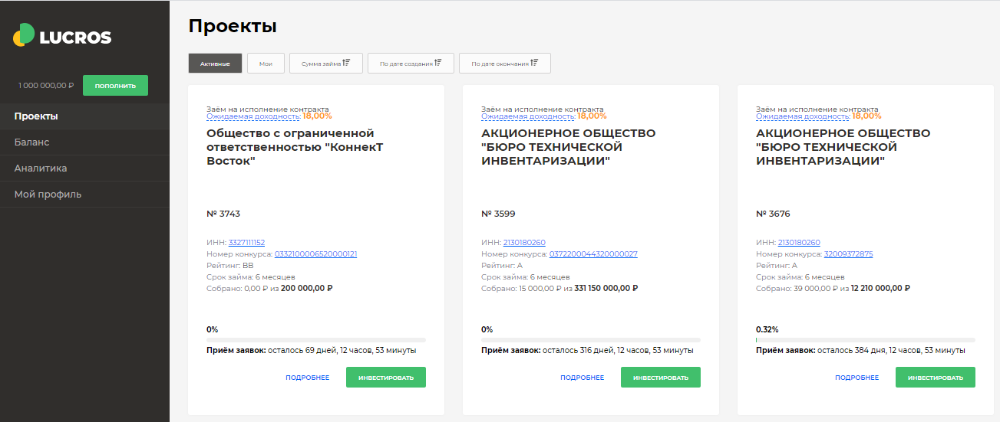 LUCROS
1 000 000,00 ₽
ПОПОЛНИТЬ
Проекты
Баланс
Аналитика
Мой профиль
Проекты
Активные
Мои
Сумма займа
По дате создания
По дате окончания
Заём на исполнение контракта
Ожидаемая доходность: 18,00%
Общество с ограниченной
ответственностью "КоннекТ
Восток"
№ 3743
ИНН: 3327111152
Номер конкурса: 0332100006520000121
Рейтинг: BB
Срок займа: 6 месяцев
Собрано: 0,00 ₽ из 200 000,00 ₽
0%
Приём заявок: осталось 69 дней, 12 часов, 53 минуты
ПОДРОБНЕЕ
ИНВЕСТИРОВАТЬ
Заём на исполнение контракта
Ожидаемая доходность: 18,00%
АКЦИОНЕРНОЕ ОБЩЕСТВО
"БЮРО ТЕХНИЧЕСКОЙ
ИНВЕНТАРИЗАЦИИ"
№ 3599
ИНН: 2130180260
Номер конкурса: 0372200044320000027
Рейтинг: A
Срок займа: 6 месяцев
Собрано: 15 000,00 ₽ из 331 150 000,00 ₽
0%
Приём заявок: осталось 316 дней, 12 часов, 53 минуты
ПОДРОБНЕЕ
ИНВЕСТИРОВАТЬ
Заём на исполнение контракта
Ожидаемая доходность: 18,00%
АКЦИОНЕРНОЕ ОБЩЕСТВО
"БЮРО ТЕХНИЧЕСКОЙ
ИНВЕНТАРИЗАЦИИ"
№ 3676
ИНН: 2130180260
Номер конкурса: 32009372875
Рейтинг: A
Срок займа: 6 месяцев
Собрано: 39 000,00 ₽ из 12 210 000,00 ₽
0.32%
Приём заявок: осталось 384 дня, 12 часов, 53 минуты
ПОДРОБНЕЕ
ИНВЕСТИРОВАТЬ